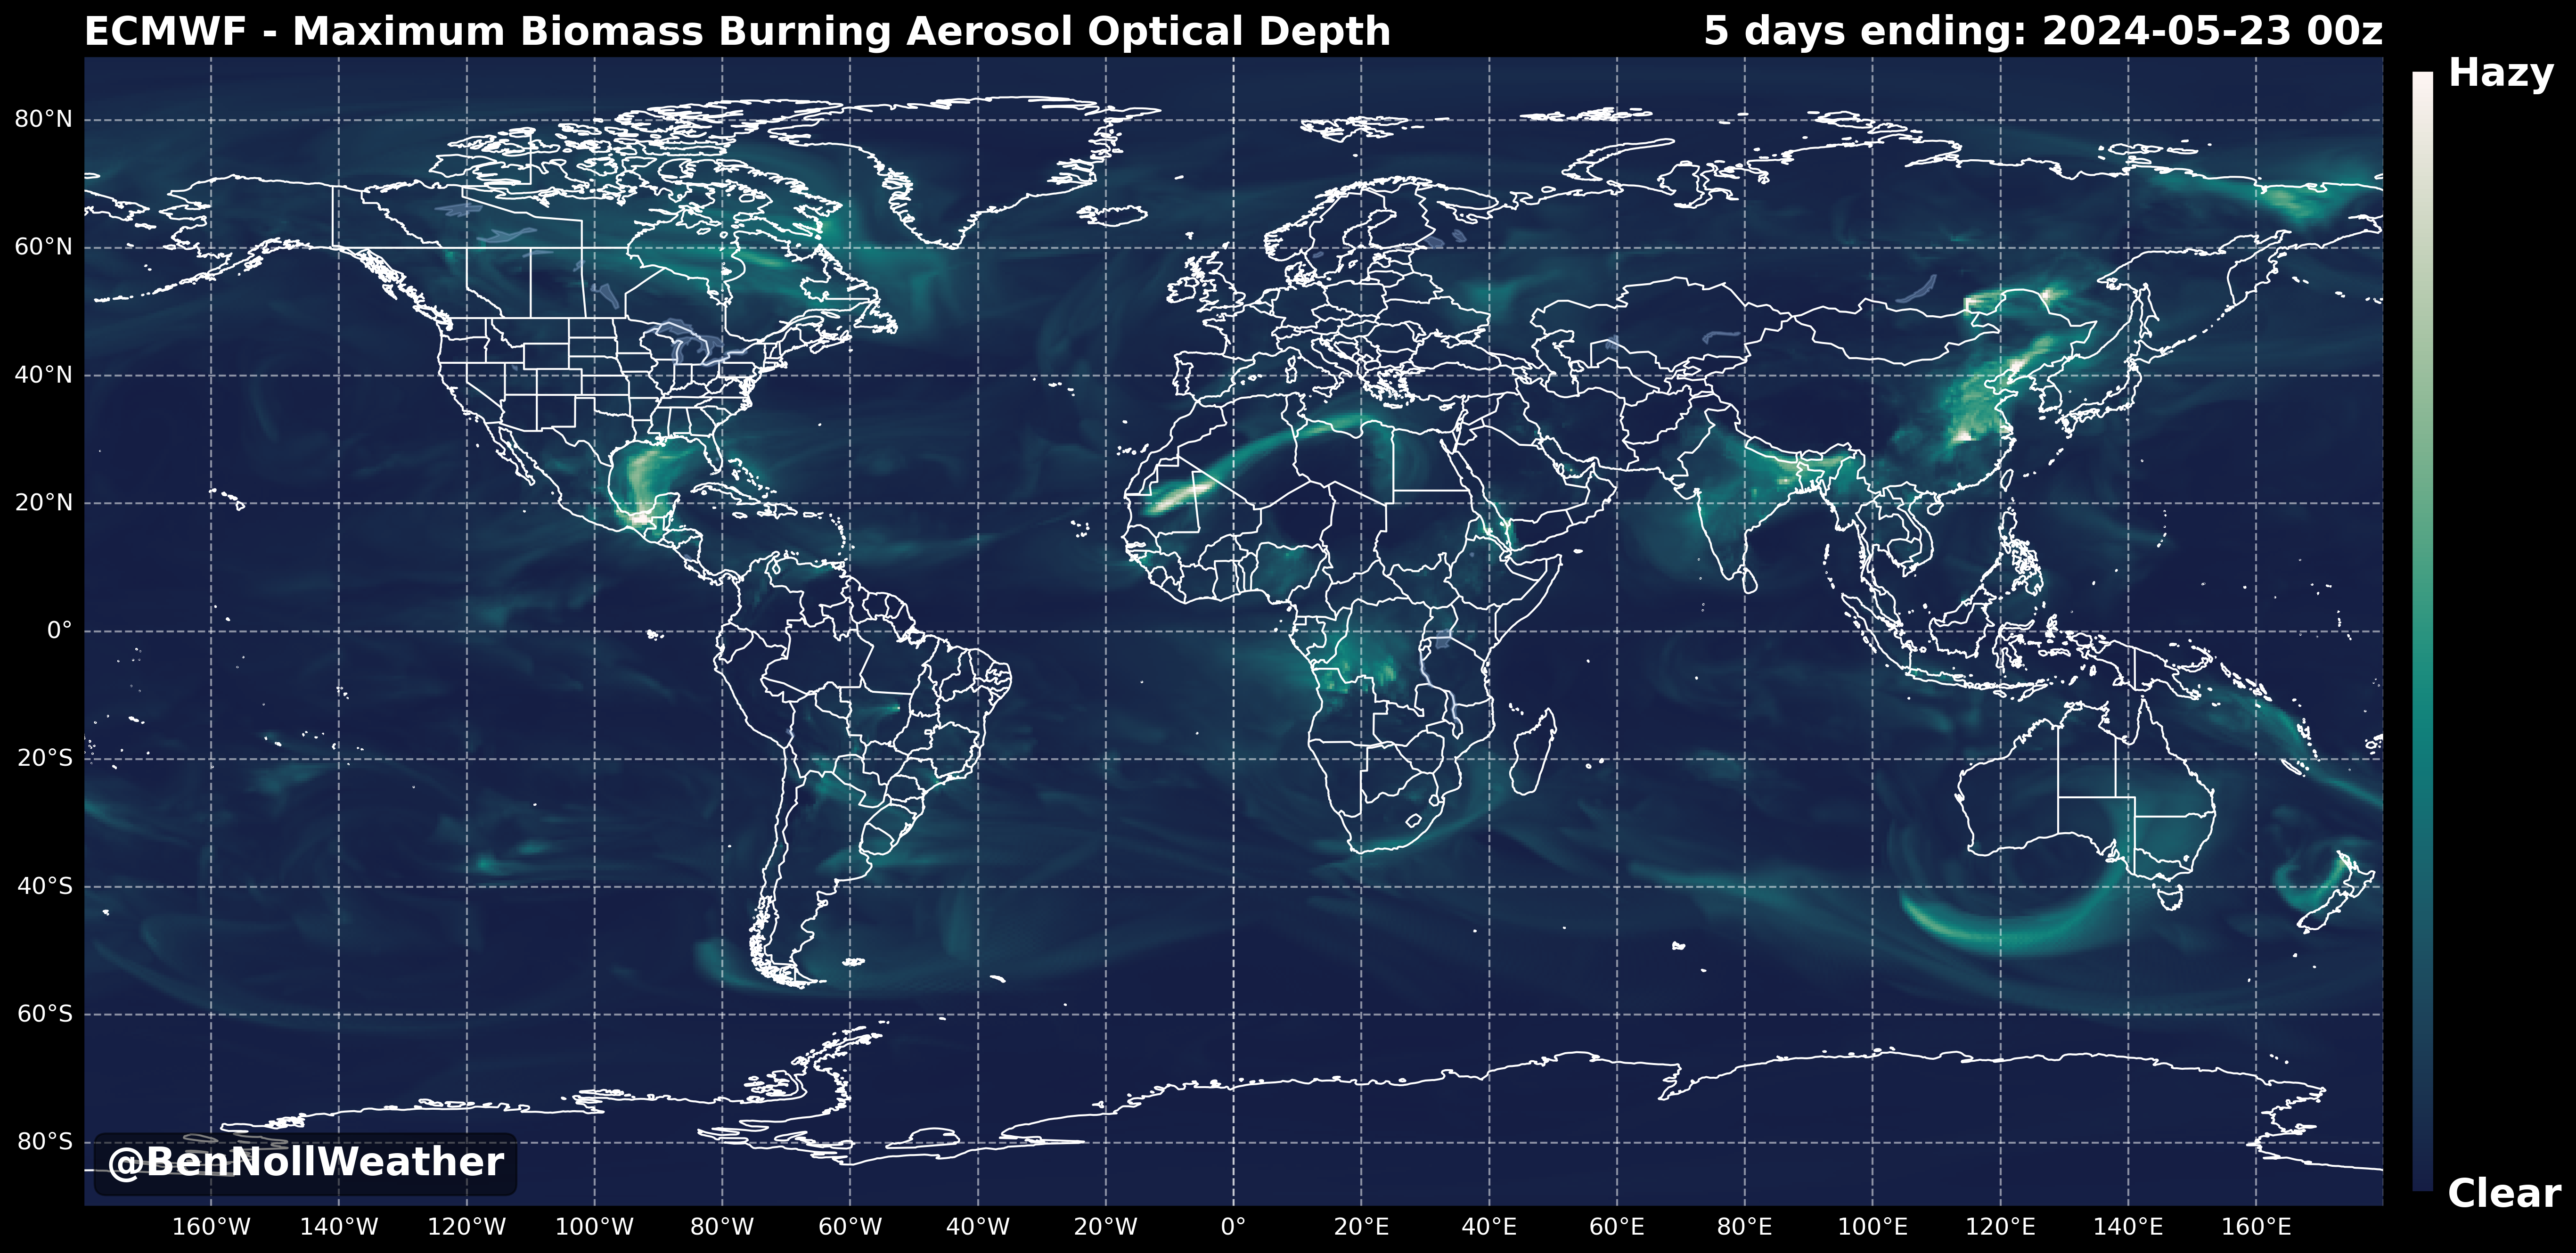 ECMWF - Maximum Biomass Burning Aerosol Optical Depth
5 days ending: 2024-05-23 00z
Hazy
80°N
60°N
40°N
20°N
0°
20°S
40°S
60°S
80°S
@BenNollWeather
Clear
160°W 140°W 120°W 100°W 80°W 60°W 40°W 20°W 0° 20°E 40°E 60°E 80°E 100°E 120°E 140°E 160°E